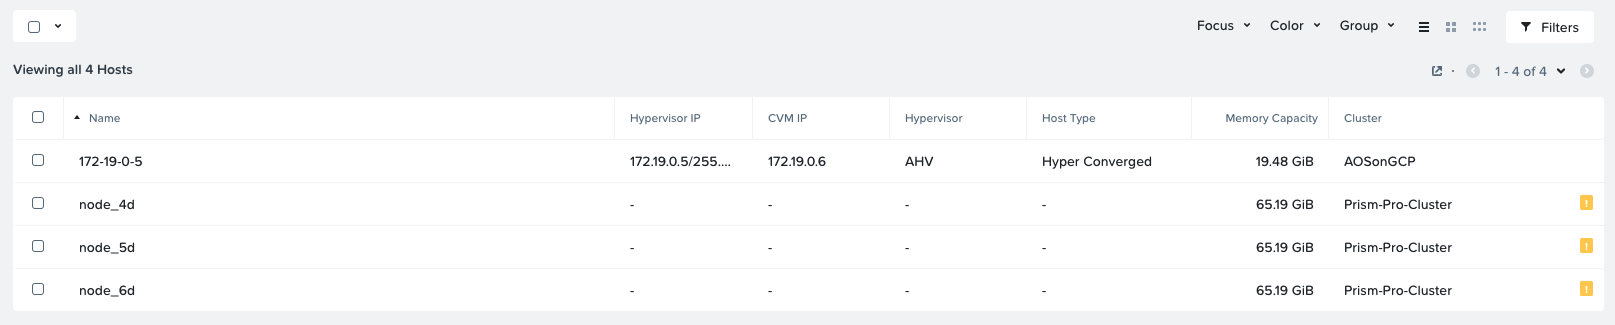 Focus Color Group Filters
Viewing all 4 Hosts 1 - 4 of 4
Name Hypervisor IP CVM IP Hypervisor Host Type Memory Capacity Cluster
172-19-0-5 172.19.0.5/255.... 172.19.0.6 AHV Hyper Converged 19.48 GiB AOSonGCP
node_4d - - - - 65.19 GiB Prism-Pro-Cluster !
node_5d - - - - 65.19 GiB Prism-Pro-Cluster !
node_6d - - - - 65.19 GiB Prism-Pro-Cluster !